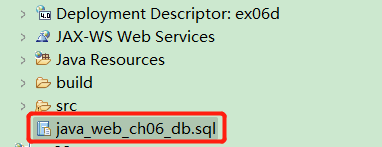 Deployment Descriptor: ex06d
JAX-WS Web Services
Java Resources
build
src
java_web_ch06_db.sql